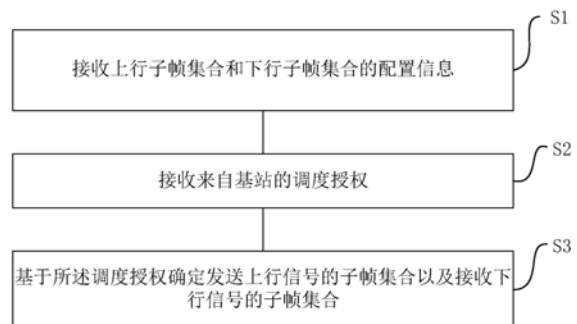 S1
接收上行子帧集合和下行子帧集合的配置信息
S2
接收来自基站的调度授权
S3
基于所述调度授权确定发送上行信号的子帧集合以及接收下
行信号的子帧集合